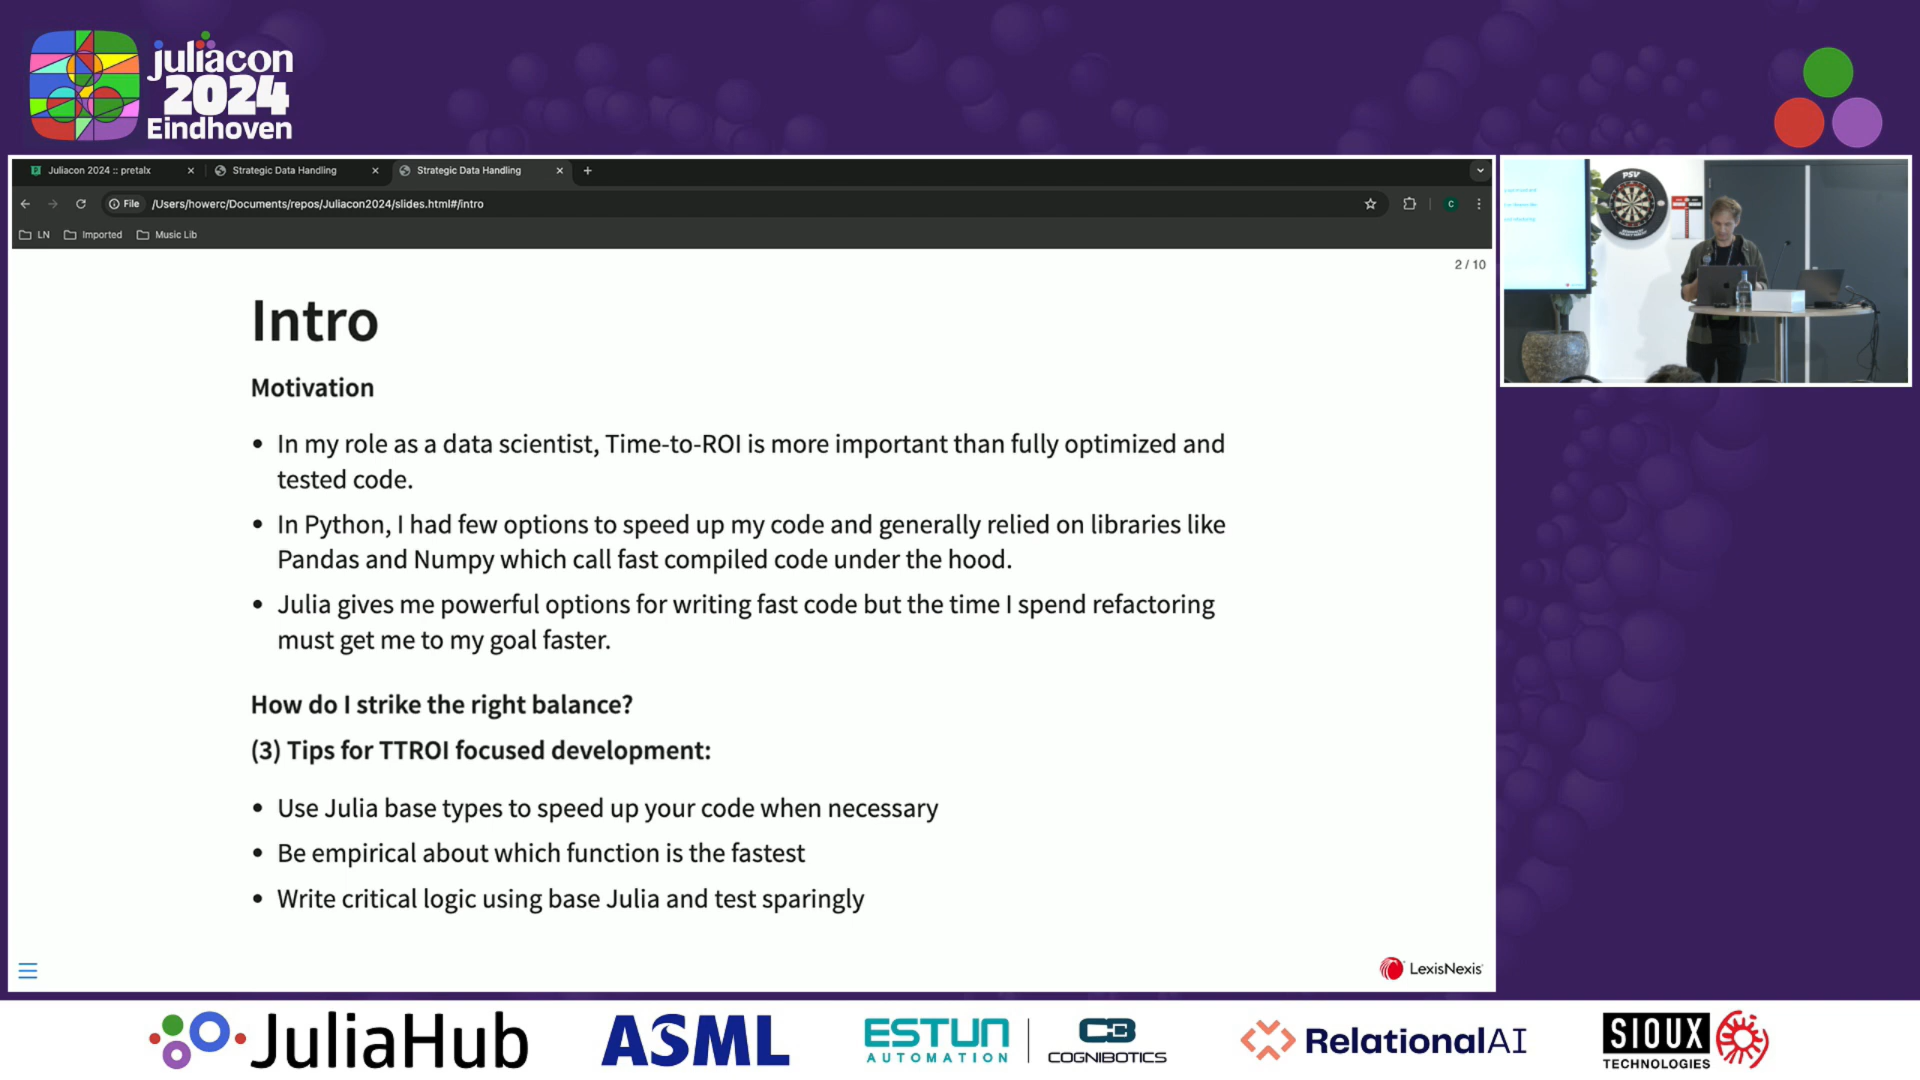 juliacon
2024
Eindhoven
Juliacon 2024 :: pretalx
Strategic Data Handling
Strategic Data Handling
File
/Users/howerc/Documents/repos/Juliacon2024/slides.html#/intro
C
LN
Imported
Music Lib
2 / 10
PSV
Intro
Motivation
• In my role as a data scientist, Time-to-ROI is more important than fully optimized and
tested code.
• In Python, I had few options to speed up my code and generally relied on libraries like
Pandas and Numpy which call fast compiled code under the hood.
• Julia gives me powerful options for writing fast code but the time I spend refactoring
must get me to my goal faster.
How do I strike the right balance?
(3) Tips for TTROI focused development:
• Use Julia base types to speed up your code when necessary
• Be empirical about which function is the fastest
• Write critical logic using base Julia and test sparingly
LexisNexis
JuliaHub
ASML
ESTUN
AUTOMATION
COGNIBOTICS
RelationalAI
SIOUX
TECHNOLOGIES